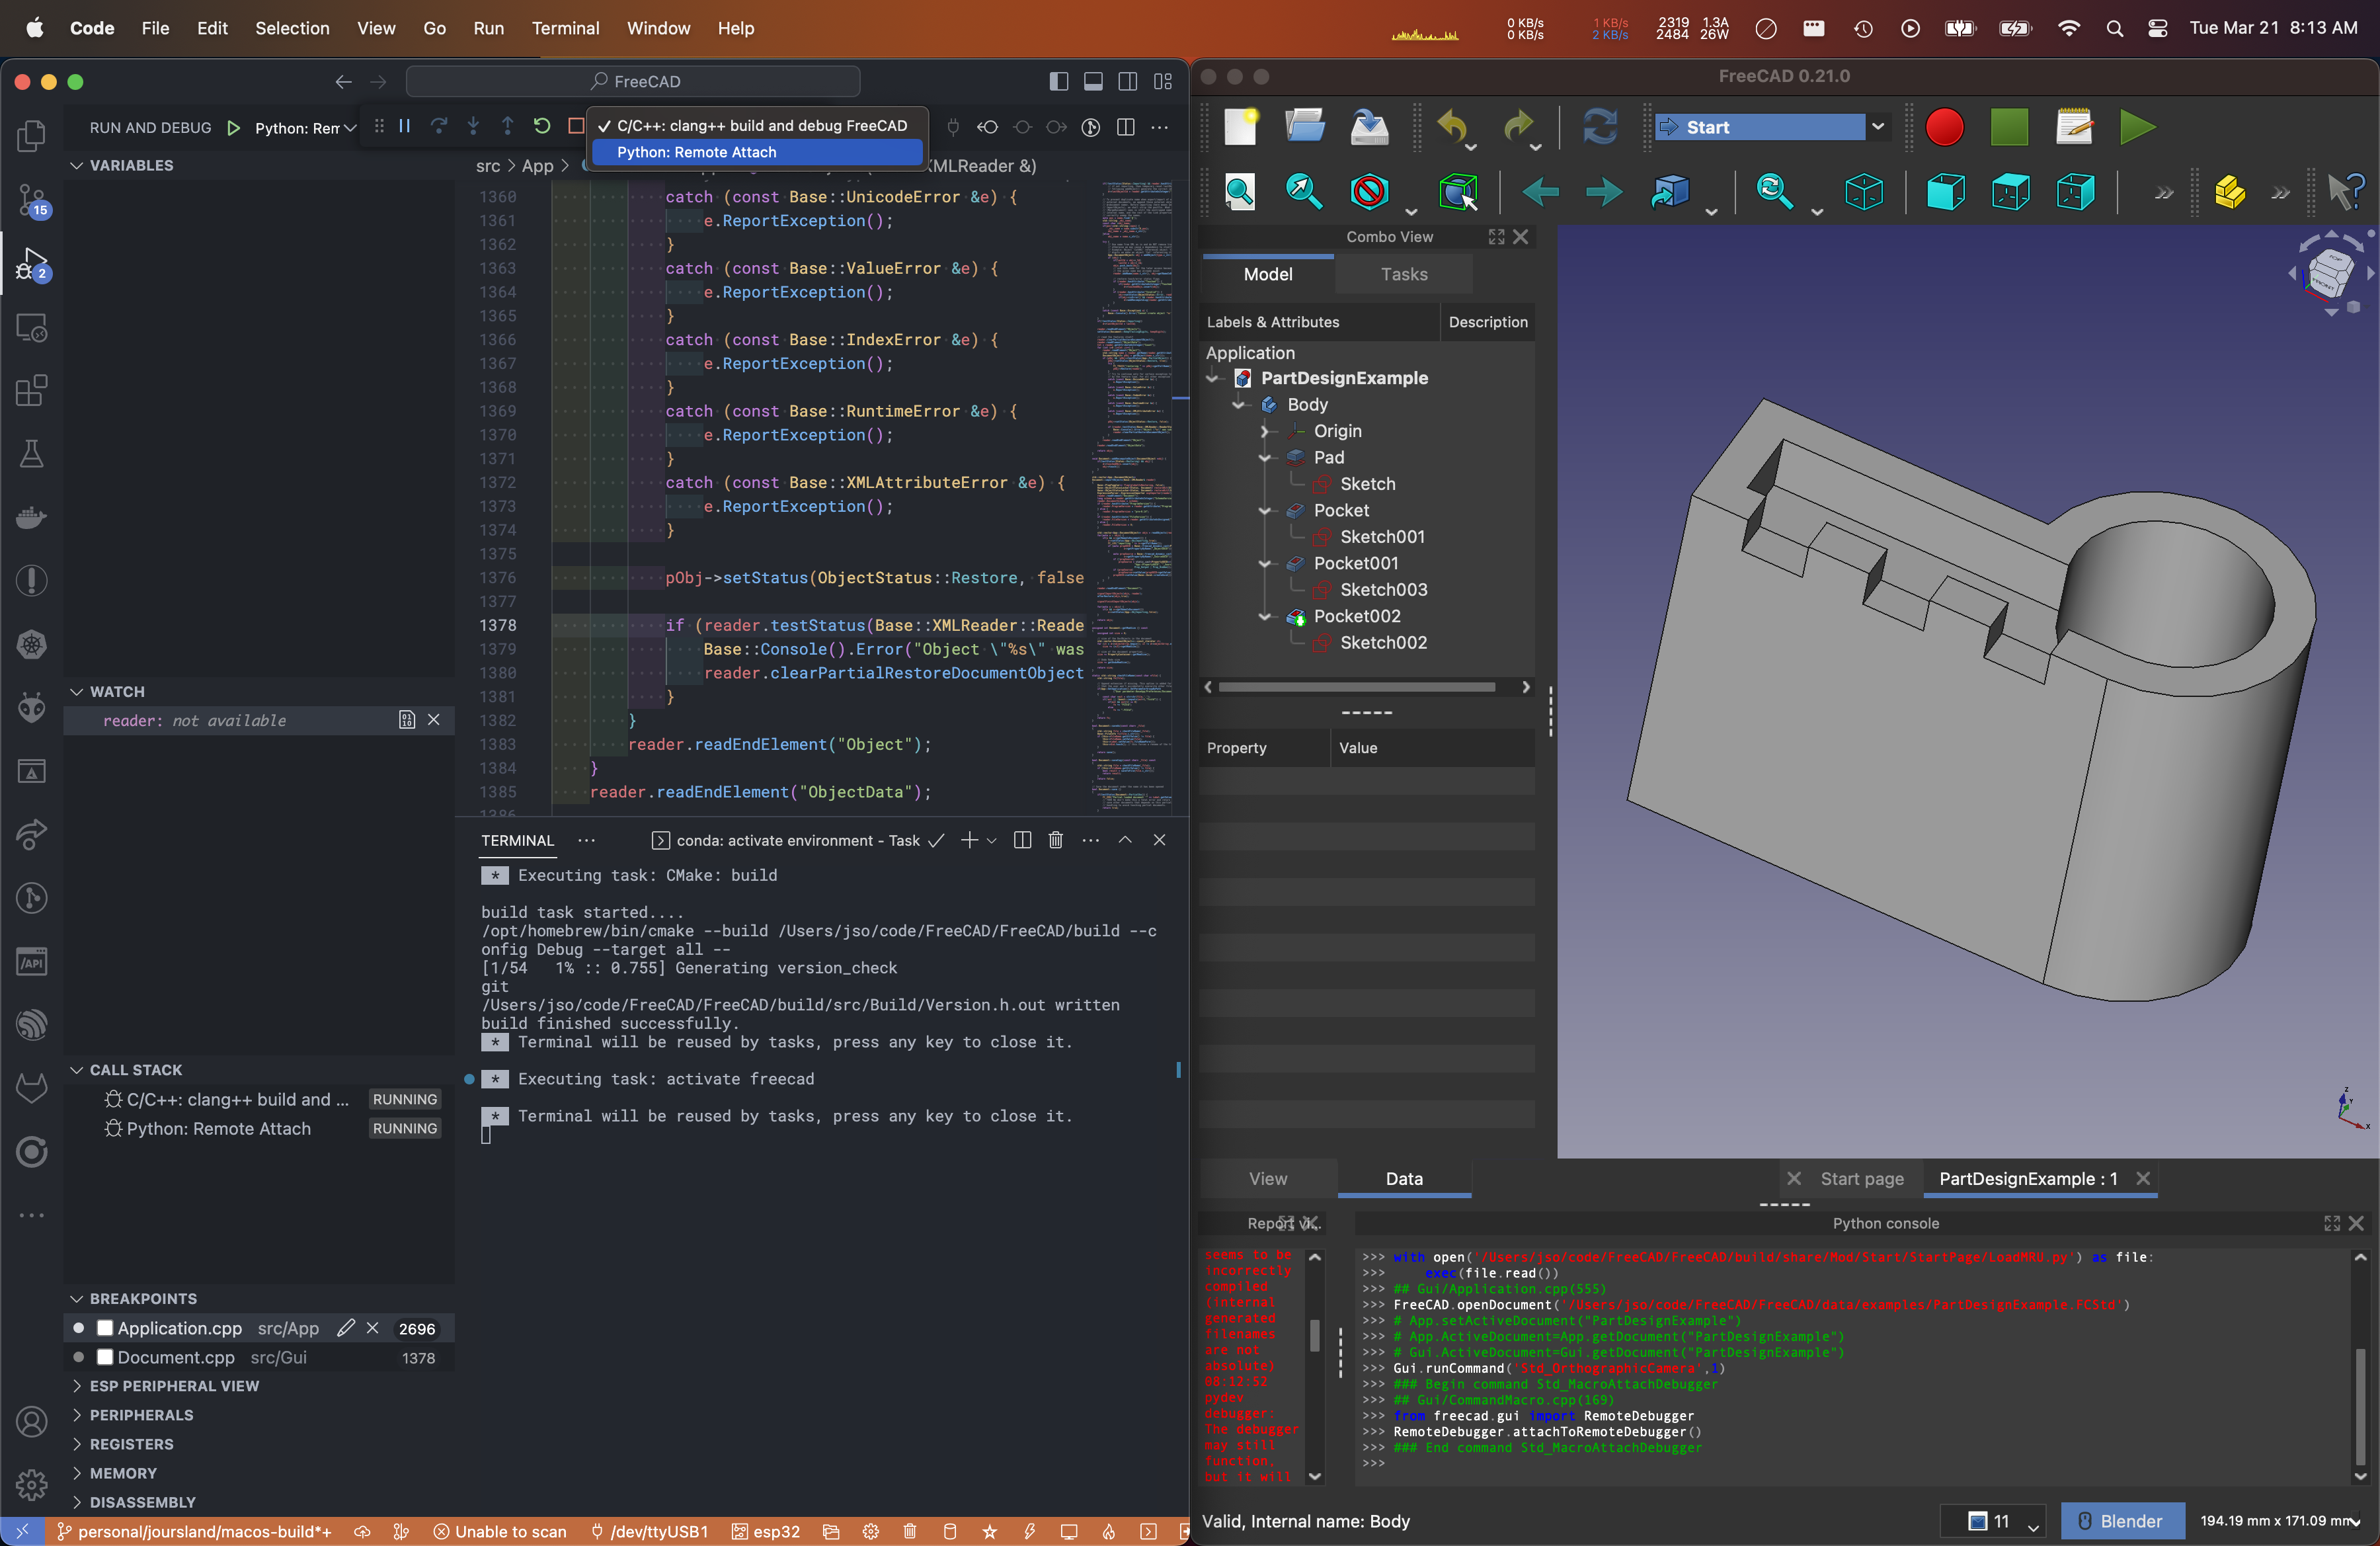 Code File Edit Selection View Go Run Terminal Window Help
0 KB/s
0 KB/s
1 KB/s
2 KB/s
2319
2484
1.3A
26W
Tue Mar 21 8:13 AM
FreeCAD
RUN AND DEBUG
Python: Rem
C/C++: clang++ build and debug FreeCAD
Python: Remote Attach
VARIABLES
src > App >
XMLReader &)
15
2
1360 catch (const Base::UnicodeError &e) {
1361 e.ReportException();
1362 }
1363 catch (const Base::ValueError &e) {
1364 e.ReportException();
1365 }
1366 catch (const Base::IndexError &e) {
1367 e.ReportException();
1368 }
1369 catch (const Base::RuntimeError &e) {
1370 e.ReportException();
1371 }
1372 catch (const Base::XMLAttributeError &e) {
1373 e.ReportException();
1374 }
1375
1376 pObj->setStatus(ObjectStatus::Restore, false
1377
1378 if (reader.testStatus(Base::XMLReader::Reade
1379 Base::Console().Error("Object \"%s\" was
1380 reader.clearPartialRestoreDocumentObject
1381 }
1382 }
1383 reader.readEndElement("Object");
1384 }
1385 reader.readEndElement("ObjectData");
1386
WATCH
reader: not available
CALL STACK
C/C++: clang++ build and ... RUNNING
Python: Remote Attach RUNNING
BREAKPOINTS
Application.cpp src/App 2696
Document.cpp src/Gui 1378
ESP PERIPHERAL VIEW
PERIPHERALS
REGISTERS
MEMORY
DISASSEMBLY
/API
TERMINAL
conda: activate environment - Task
* Executing task: CMake: build
build task started....
/opt/homebrew/bin/cmake --build /Users/jso/code/FreeCAD/FreeCAD/build --c
onfig Debug --target all --
[1/54 1% :: 0.755] Generating version_check
git
/Users/jso/code/FreeCAD/FreeCAD/build/src/Build/Version.h.out written
build finished successfully.
* Terminal will be reused by tasks, press any key to close it.
* Executing task: activate freecad
* Terminal will be reused by tasks, press any key to close it.
personal/joursland/macos-build*+
Unable to scan
/dev/ttyUSB1
esp32
FreeCAD 0.21.0
Start
Combo View
Model Tasks
Labels & Attributes Description
Application
PartDesignExample
Body
Origin
Pad
Sketch
Pocket
Sketch001
Pocket001
Sketch003
Pocket002
Sketch002
Property Value
TOP
FRONT
Z
Y
X
View Data
Start page
PartDesignExample : 1
Report vi...
seems to be
incorrectly
compiled
(internal
generated
filenames
are not
absolute)
08:12:52
pydev
debugger:
The debugger
may still
function,
but it will
Python console
>>> with open('/Users/jso/code/FreeCAD/FreeCAD/build/share/Mod/Start/StartPage/LoadMRU.py') as file:
>>> exec(file.read())
>>> ## Gui/Application.cpp(555)
>>> FreeCAD.openDocument('/Users/jso/code/FreeCAD/FreeCAD/data/examples/PartDesignExample.FCStd')
>>> # App.setActiveDocument("PartDesignExample")
>>> # App.ActiveDocument=App.getDocument("PartDesignExample")
>>> # Gui.ActiveDocument=Gui.getDocument("PartDesignExample")
>>> Gui.runCommand('Std_OrthographicCamera',1)
>>> ### Begin command Std_MacroAttachDebugger
>>> ## Gui/CommandMacro.cpp(169)
>>> from freecad.gui import RemoteDebugger
>>> RemoteDebugger.attachToRemoteDebugger()
>>> ### End command Std_MacroAttachDebugger
>>>
Valid, Internal name: Body
11
Blender
194.19 mm x 171.09 mm